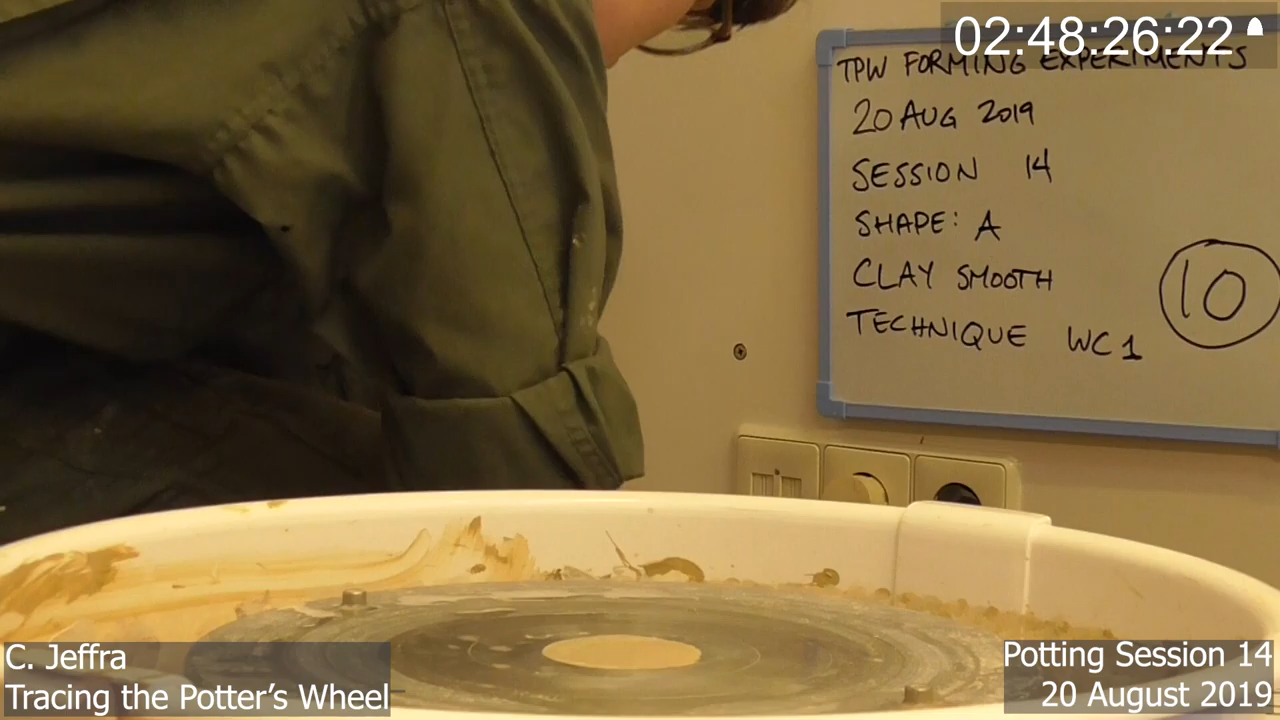 02:48:26:22
TPW FORMING EXPERIMENTS
20 AUG 2019
SESSION 14
SHAPE: A
CLAY SMOOTH
TECHNIQUE WC1
10
C. Jeffra
Tracing the Potter's Wheel
Potting Session 14
20 August 2019